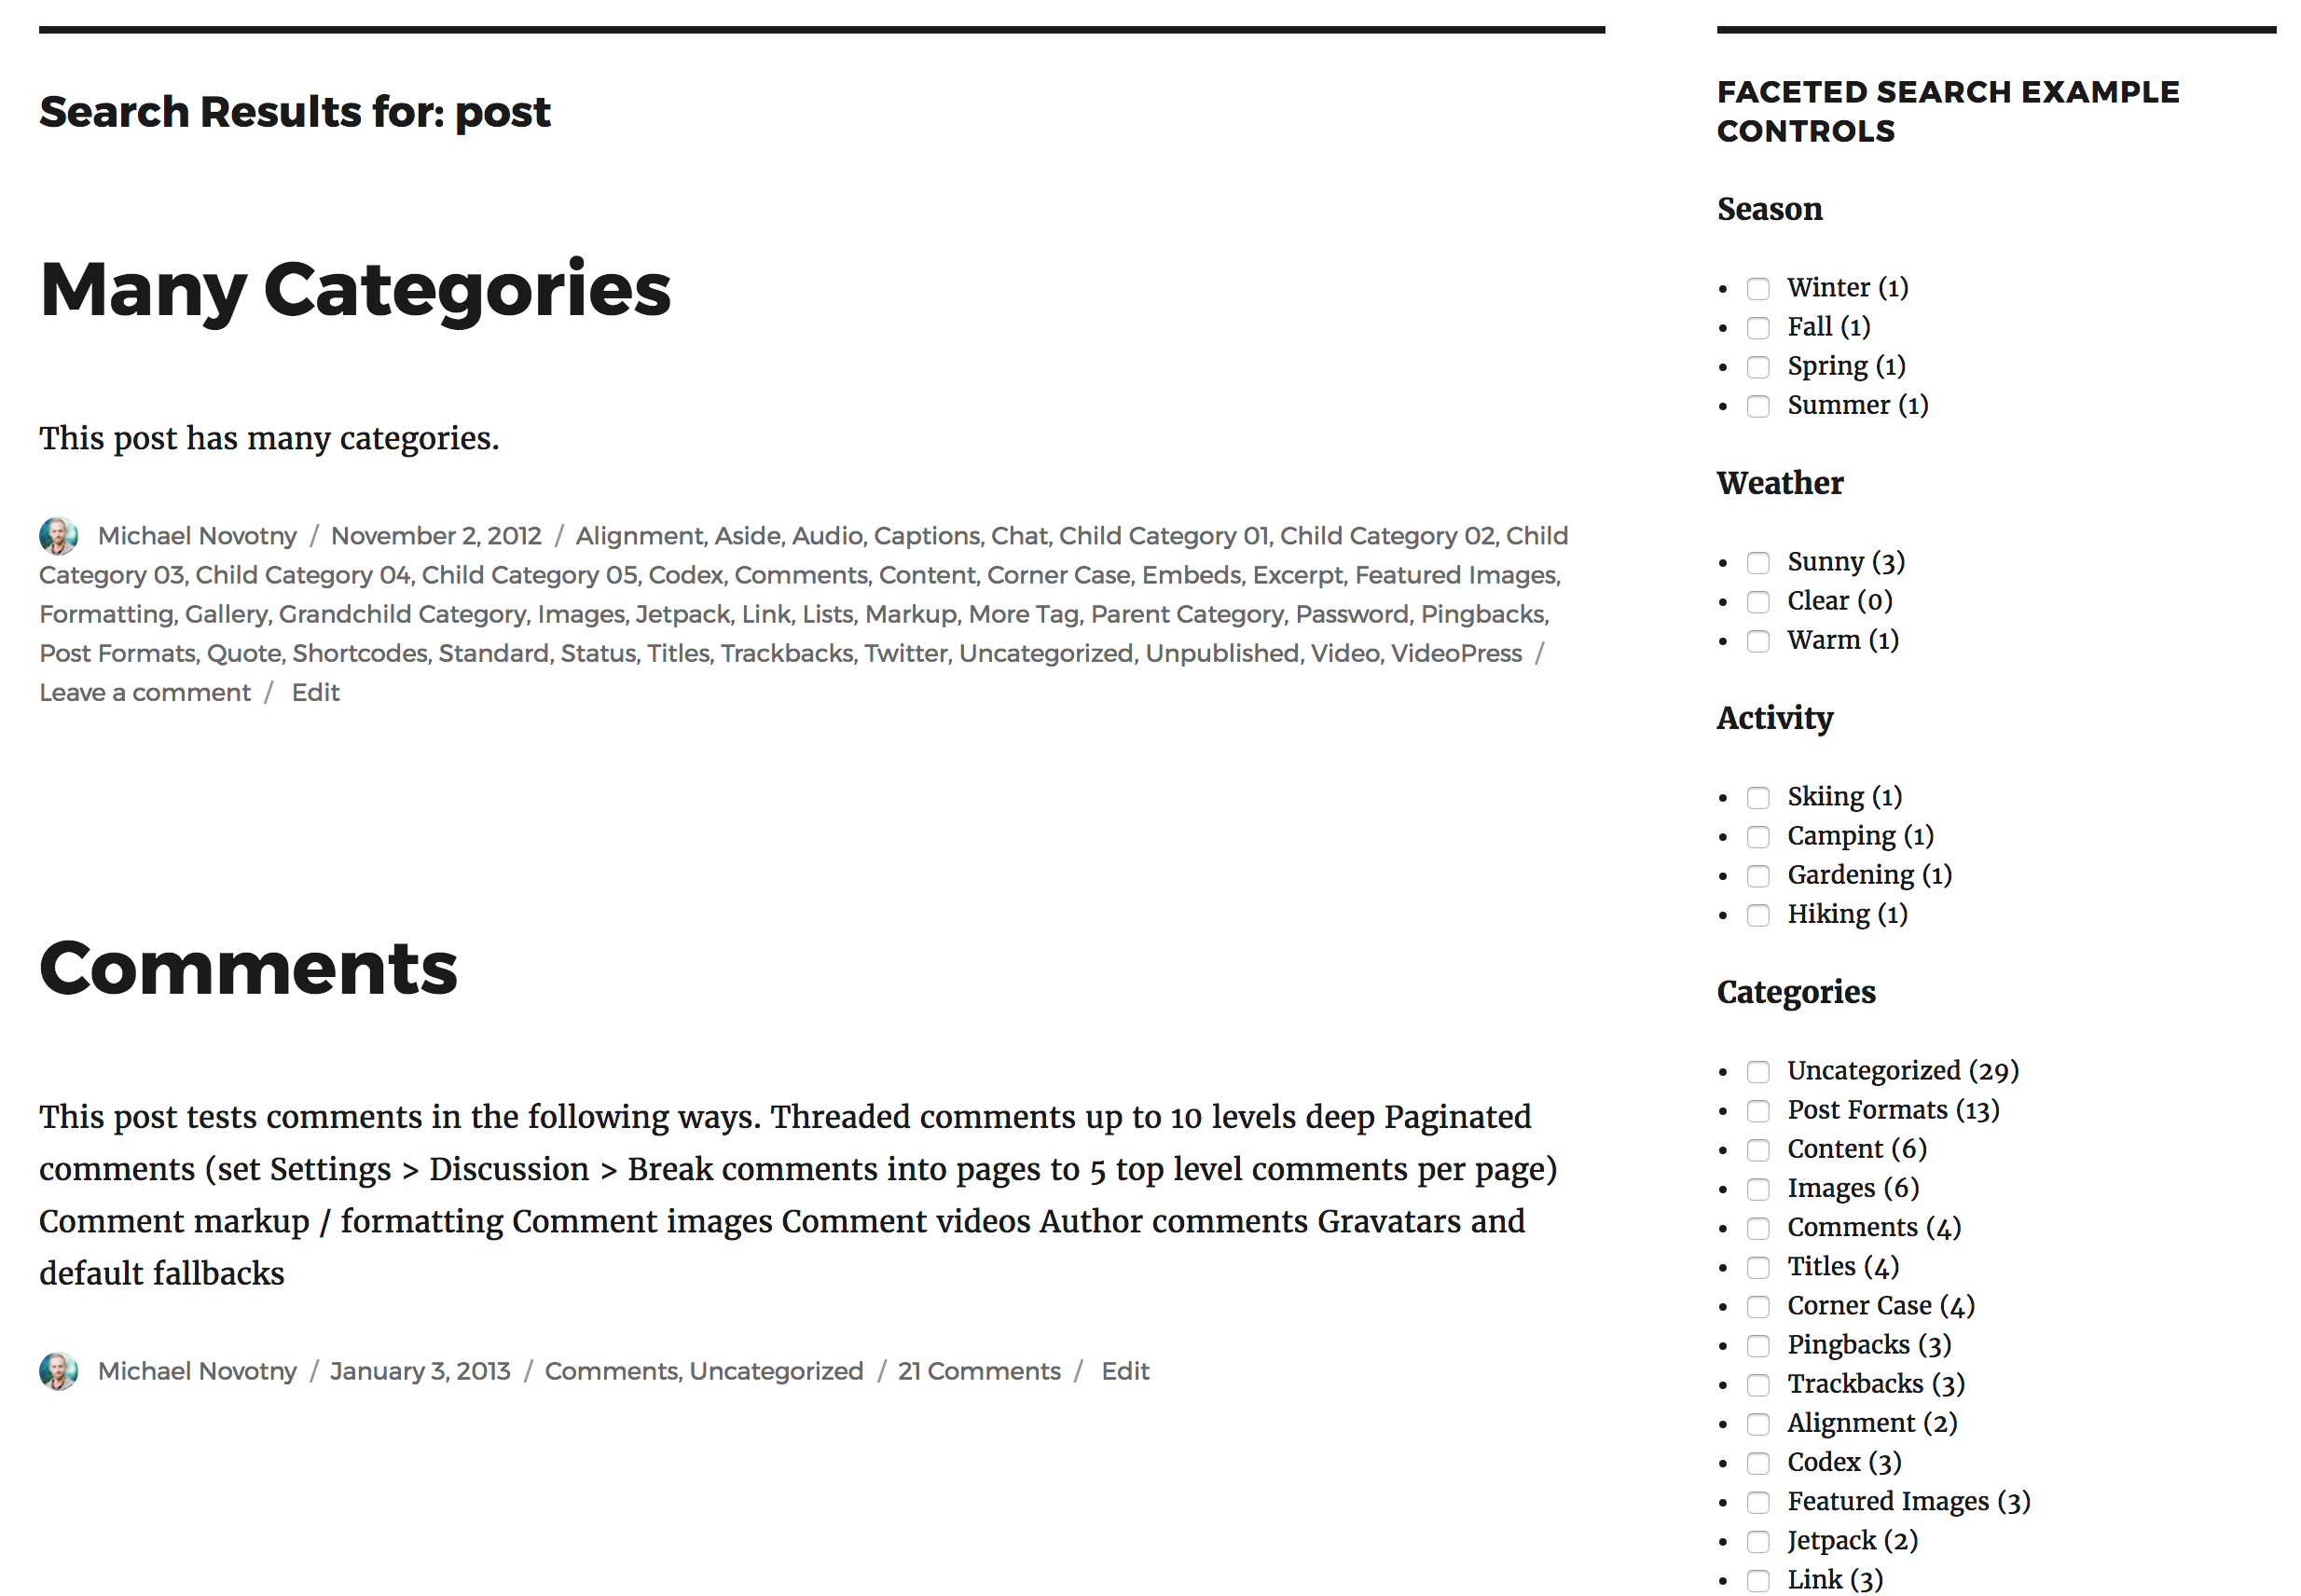 Search Results for: post
Many Categories
This post has many categories.
Michael Novotny / November 2, 2012 / Alignment, Aside, Audio, Captions, Chat, Child Category 01, Child Category 02, Child
Category 03, Child Category 04, Child Category 05, Codex, Comments, Content, Corner Case, Embeds, Excerpt, Featured Images,
Formatting, Gallery, Grandchild Category, Images, Jetpack, Link, Lists, Markup, More Tag, Parent Category, Password, Pingbacks,
Post Formats, Quote, Shortcodes, Standard, Status, Titles, Trackbacks, Twitter, Uncategorized, Unpublished, Video, VideoPress /
Leave a comment / Edit
Comments
This post tests comments in the following ways. Threaded comments up to 10 levels deep Paginated
comments (set Settings > Discussion > Break comments into pages to 5 top level comments per page)
Comment markup / formatting Comment images Comment videos Author comments Gravatars and
default fallbacks
Michael Novotny / January 3, 2013 / Comments, Uncategorized / 21 Comments / Edit
FACETED SEARCH EXAMPLE
CONTROLS
Season
• Winter (1)
• Fall (1)
• Spring (1)
• Summer (1)
Weather
• Sunny (3)
• Clear (0)
• Warm (1)
Activity
• Skiing (1)
• Camping (1)
• Gardening (1)
• Hiking (1)
Categories
• Uncategorized (29)
• Post Formats (13)
• Content (6)
• Images (6)
• Comments (4)
• Titles (4)
• Corner Case (4)
• Pingbacks (3)
• Trackbacks (3)
• Alignment (2)
• Codex (3)
• Featured Images (3)
• Jetpack (2)
• Link (3)